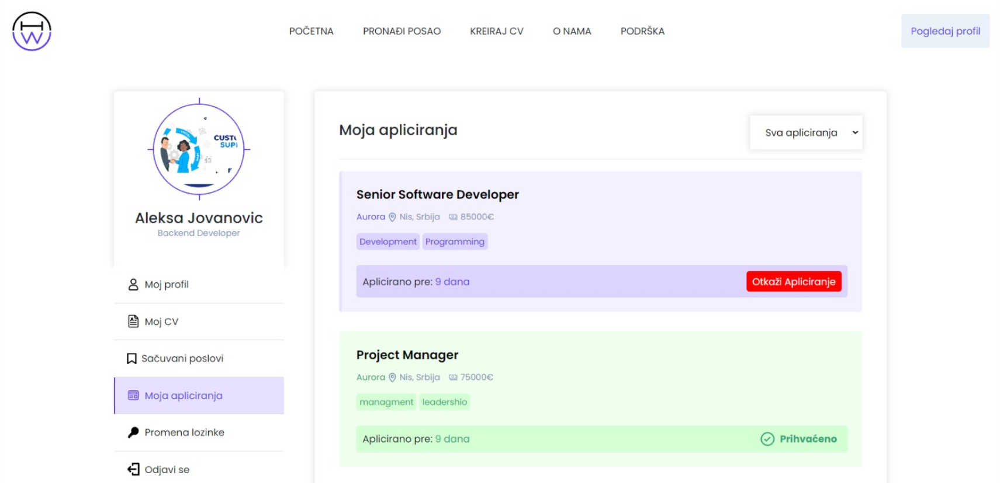 POČETNA PRONAĐI POSAO KREIRAJ CV O NAMA PODRŠKA Pogledaj profil
CUST
SUP
Aleksa Jovanovic
Backend Developer
Moj profil
Moj CV
Sačuvani poslovi
Moja apliciranja
Promena lozinke
Odjavi se
Moja apliciranja Sva apliciranja
Senior Software Developer
Aurora Nis, Srbija 85000€
Development Programming
Aplicirano pre: 9 dana Otkaži Apliciranje
Project Manager
Aurora Nis, Srbija 75000€
managment leadershio
Aplicirano pre: 9 dana Prihvaćeno